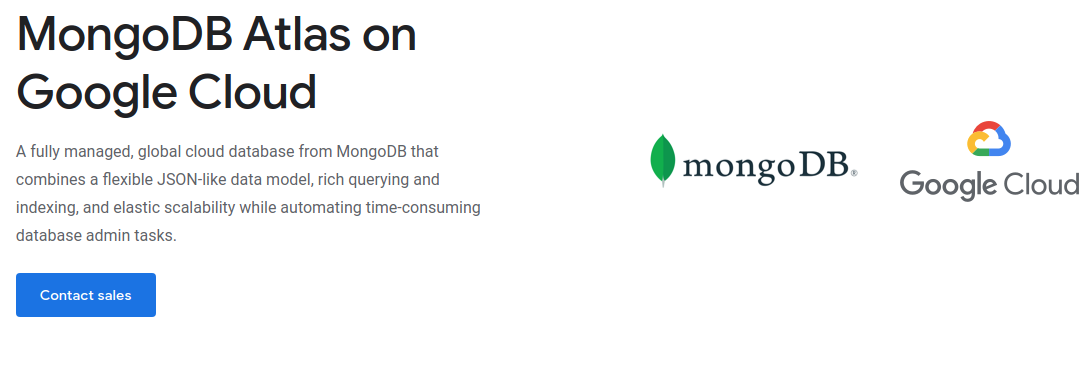 MongoDB Atlas on
Google Cloud
A fully managed, global cloud database from MongoDB that
combines a flexible JSON-like data model, rich querying and
indexing, and elastic scalability while automating time-consuming
database admin tasks.
Contact sales
mongoDB®
Google Cloud